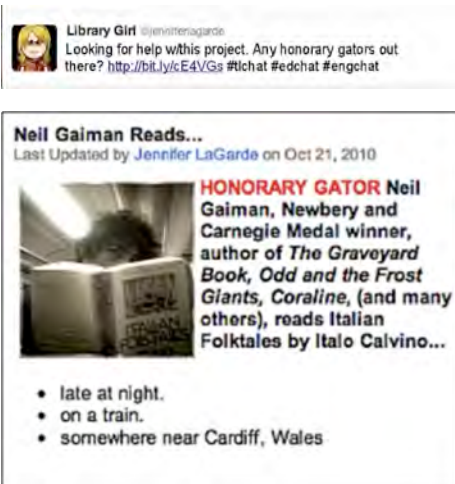 Library Girl @jenniferlagarde
Looking for help w/this project. Any honorary gators out
there? http://bit.ly/cE4VGs #tlchat #edchat #engchat
Neil Gaiman Reads...
Last Updated by Jennifer LaGarde on Oct 21, 2010
HONORARY GATOR Neil
Gaiman, Newbery and
Carnegie Medal winner,
author of The Graveyard
Book, Odd and the Frost
Giants, Coraline, (and many
others), reads Italian
Folktales by Italo Calvino...
ITALIAN
FOLKTALES
• late at night.
• on a train.
• somewhere near Cardiff, Wales